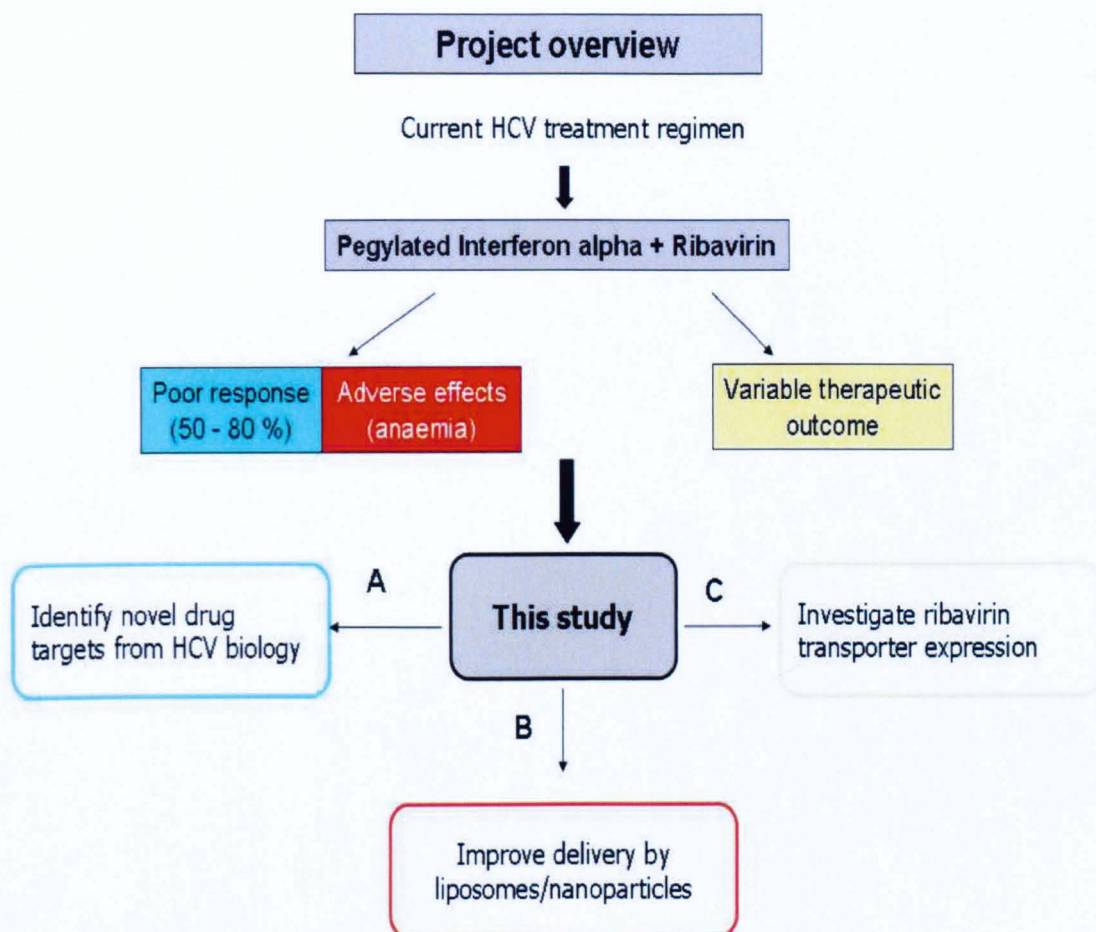 Project overview
Current HCV treatment regimen
Pegylated Interferon alpha + Ribavirin
Poor response
(50 - 80 %)
Adverse effects
(anaemia)
Variable therapeutic
outcome
A
This study
C
Identify novel drug
targets from HCV biology
Investigate ribavirin
transporter expression
B
Improve delivery by
liposomes/nanoparticles